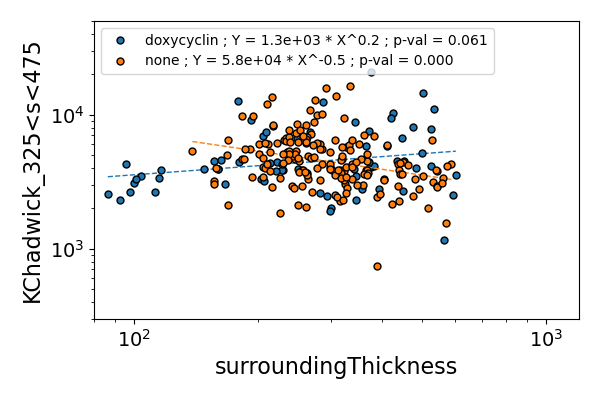 doxycyclin ; Y = 1.3e+03 * X^0.2 ; p-val = 0.061
none ; Y = 5.8e+04 * X^-0.5 ; p-val = 0.000
KChadwick_325<s<475
10^4
10^3
10^2
10^3
surroundingThickness